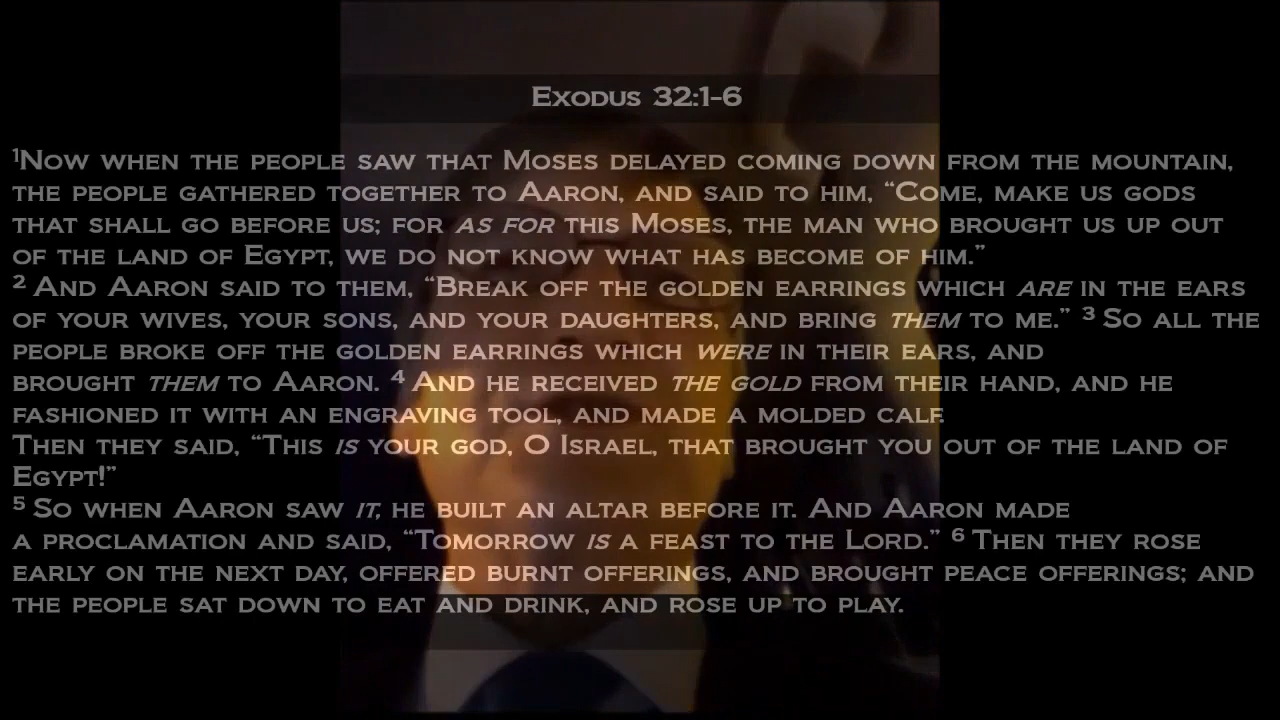 Exodus 32:1-6
¹Now when the people saw that Moses delayed coming down from the mountain,
the people gathered together to Aaron, and said to him, “Come, make us gods
that shall go before us; for as for this Moses, the man who brought us up out
of the land of Egypt, we do not know what has become of him.”
² And Aaron said to them, “Break off the golden earrings which are in the ears
of your wives, your sons, and your daughters, and bring them to me.” ³ So all the
people broke off the golden earrings which were in their ears, and
brought them to Aaron. ⁴ And he received the gold from their hand, and he
fashioned it with an engraving tool, and made a molded calf.
Then they said, “This is your god, O Israel, that brought you out of the land of
Egypt!”
⁵ So when Aaron saw it, he built an altar before it. And Aaron made
a proclamation and said, “Tomorrow is a feast to the Lord.” ⁶ Then they rose
early on the next day, offered burnt offerings, and brought peace offerings; and
the people sat down to eat and drink, and rose up to play.